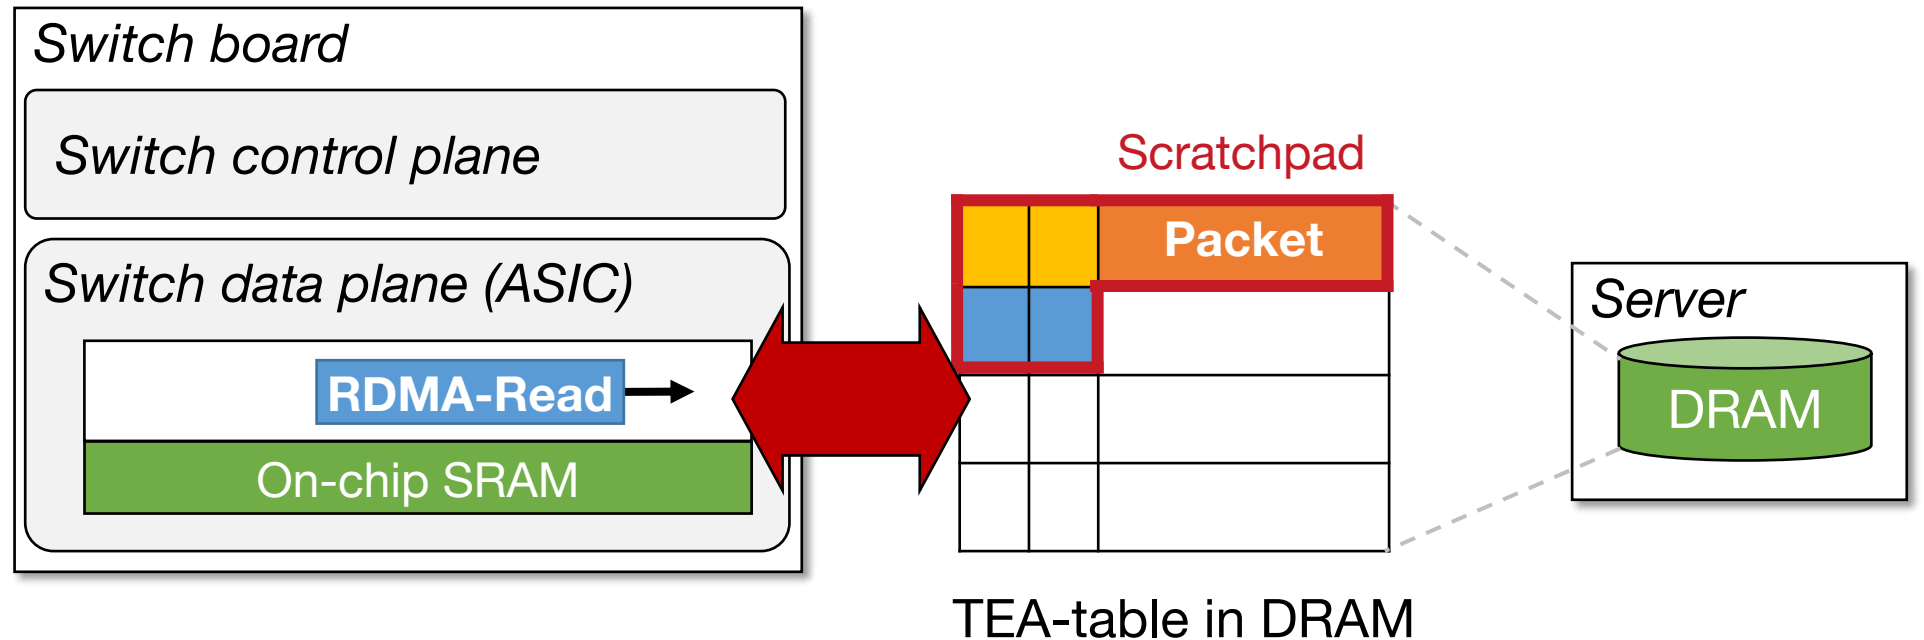 Switch board
Switch control plane
Switch data plane (ASIC)
RDMA-Read
On-chip SRAM
Scratchpad
Packet
TEA-table in DRAM
Server
DRAM